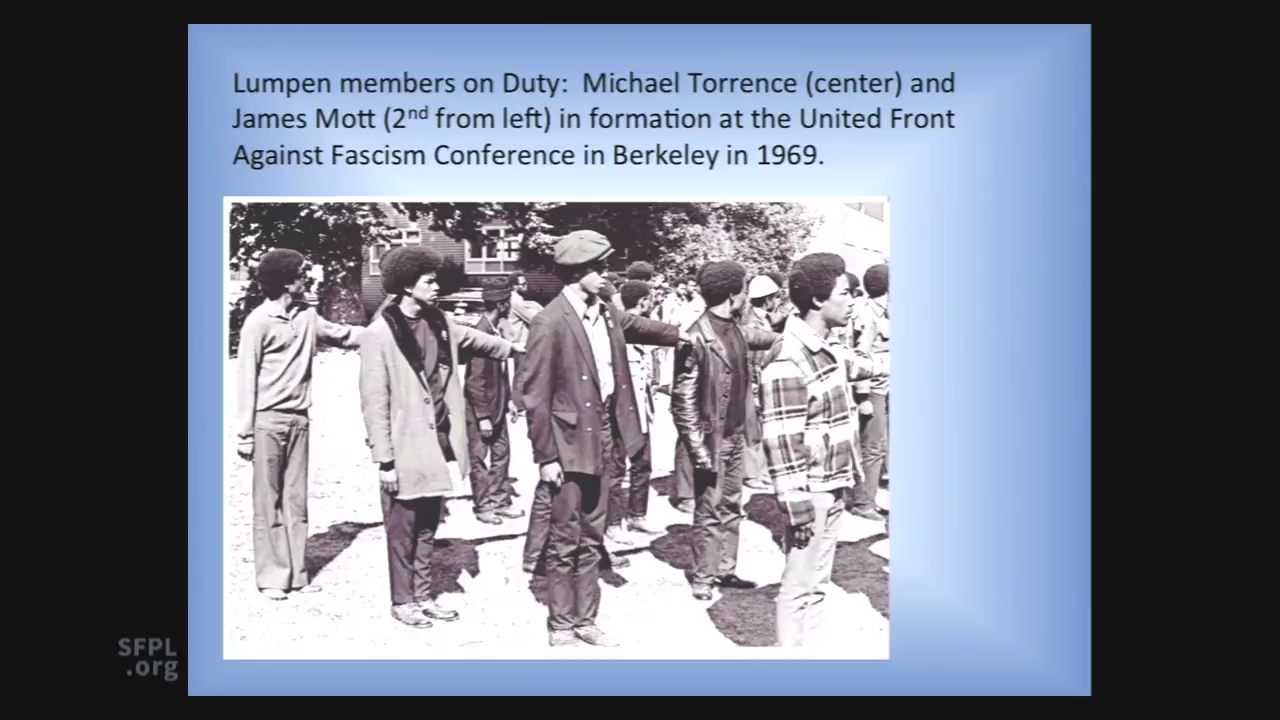 Lumpen members on Duty:  Michael Torrence (center) and
James Mott (2nd from left) in formation at the United Front
Against Fascism Conference in Berkeley in 1969.
SFPL
.org